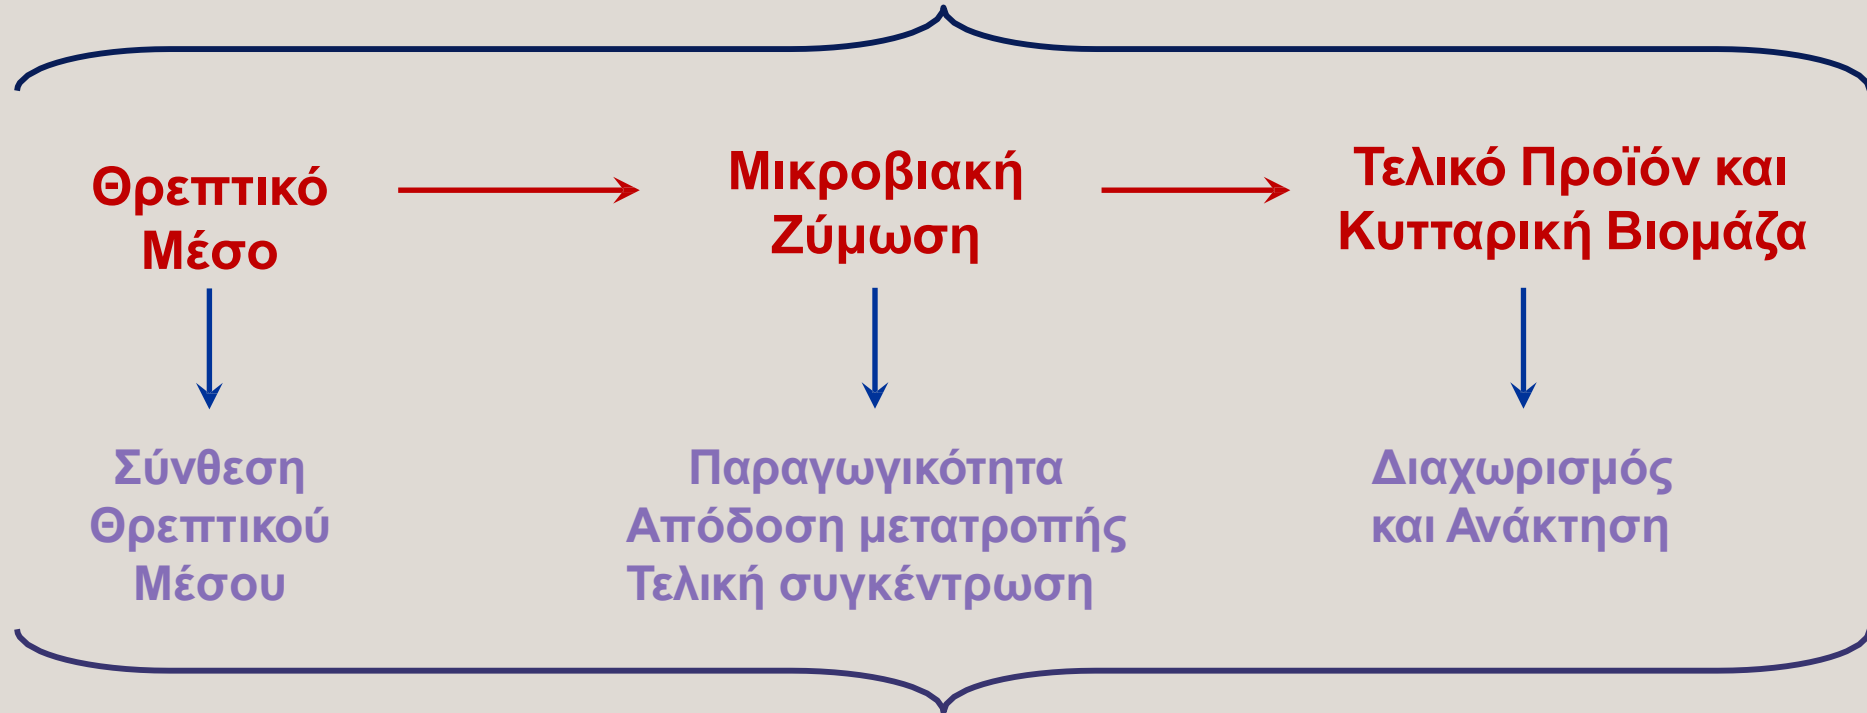 Θρεπτικό
Μέσο
Μικροβιακή
Ζύμωση
Τελικό Προϊόν και
Κυτταρική Βιομάζα
Σύνθεση
Θρεπτικού
Μέσου
Παραγωγικότητα
Απόδοση μετατροπής
Τελική συγκέντρωση
Διαχωρισμός
και Ανάκτηση